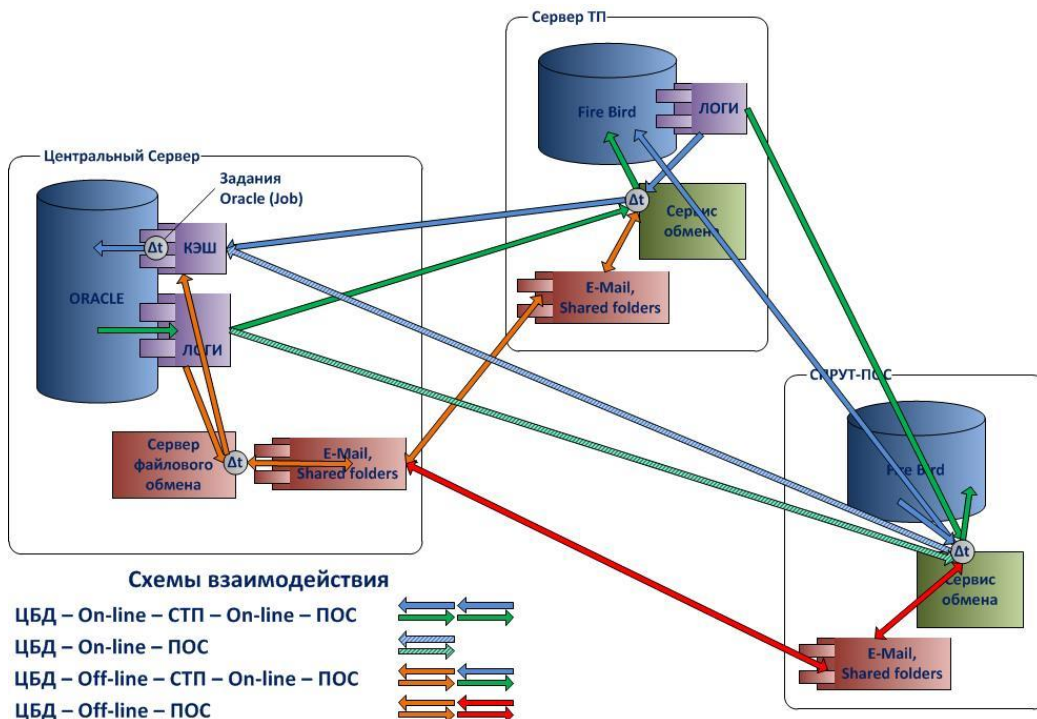 Сервер ТП
Fire Bird
ЛОГИ
Центральный Сервер
Задания
Oracle (Job)
Δt
Сервис
обмена
Δt
КЭШ
ORACLE
E-Mail,
Shared folders
ЛОГИ
СПРУТ-ПОС
Сервер
файлового
обмена
Δt
E-Mail,
Shared folders
Fire Bird
Δt
Сервис
обмена
E-Mail,
Shared folders
Схемы взаимодействия
ЦБД – On-line – СТП – On-line – ПОС
ЦБД – On-line – ПОС
ЦБД – Off-line – СТП – On-line – ПОС
ЦБД – Off-line – ПОС